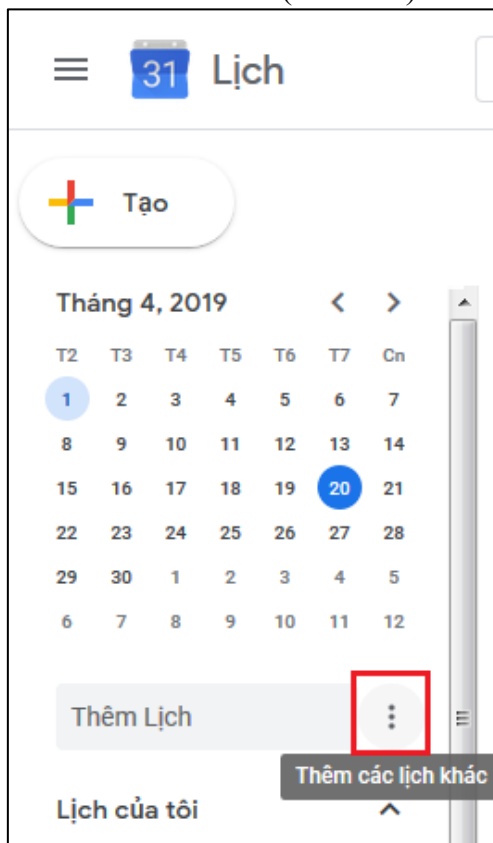 31 Lịch
Tạo
Tháng 4, 2019
T2 T3 T4 T5 T6 T7 Cn
1 2 3 4 5 6 7
8 9 10 11 12 13 14
15 16 17 18 19 20 21
22 23 24 25 26 27 28
29 30 1 2 3 4 5
6 7 8 9 10 11 12
Thêm Lịch
Thêm các lịch khác
Lịch của tôi